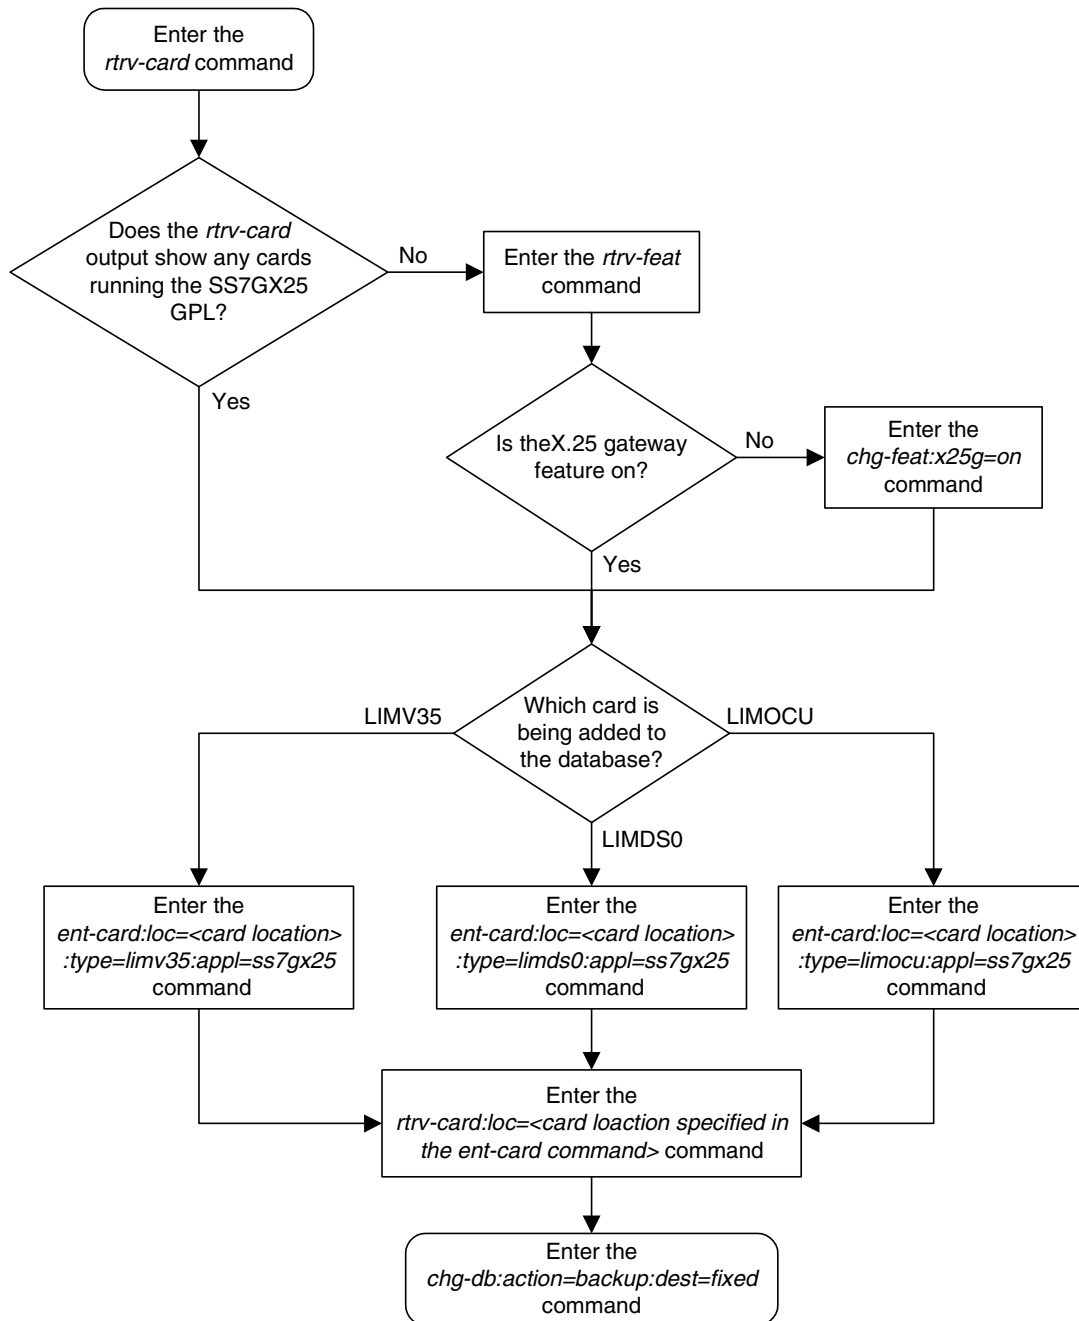 Enter the
rtrv-card command
Does the rtrv-card
output show any cards
running the SS7GX25
GPL?
No
Enter the rtrv-feat
command
Yes
Is theX.25 gateway
feature on?
No
Enter the
chg-feat:x25g=on
command
Yes
Which card is
being added to
the database?
LIMV35
LIMOCU
LIMDS0
Enter the
ent-card:loc=<card location>
:type=limv35:appl=ss7gx25
command
Enter the
ent-card:loc=<card location>
:type=limds0:appl=ss7gx25
command
Enter the
ent-card:loc=<card location>
:type=limocu:appl=ss7gx25
command
Enter the
rtrv-card:loc=<card loaction specified in
the ent-card command> command
Enter the
chg-db:action=backup:dest=fixed
command